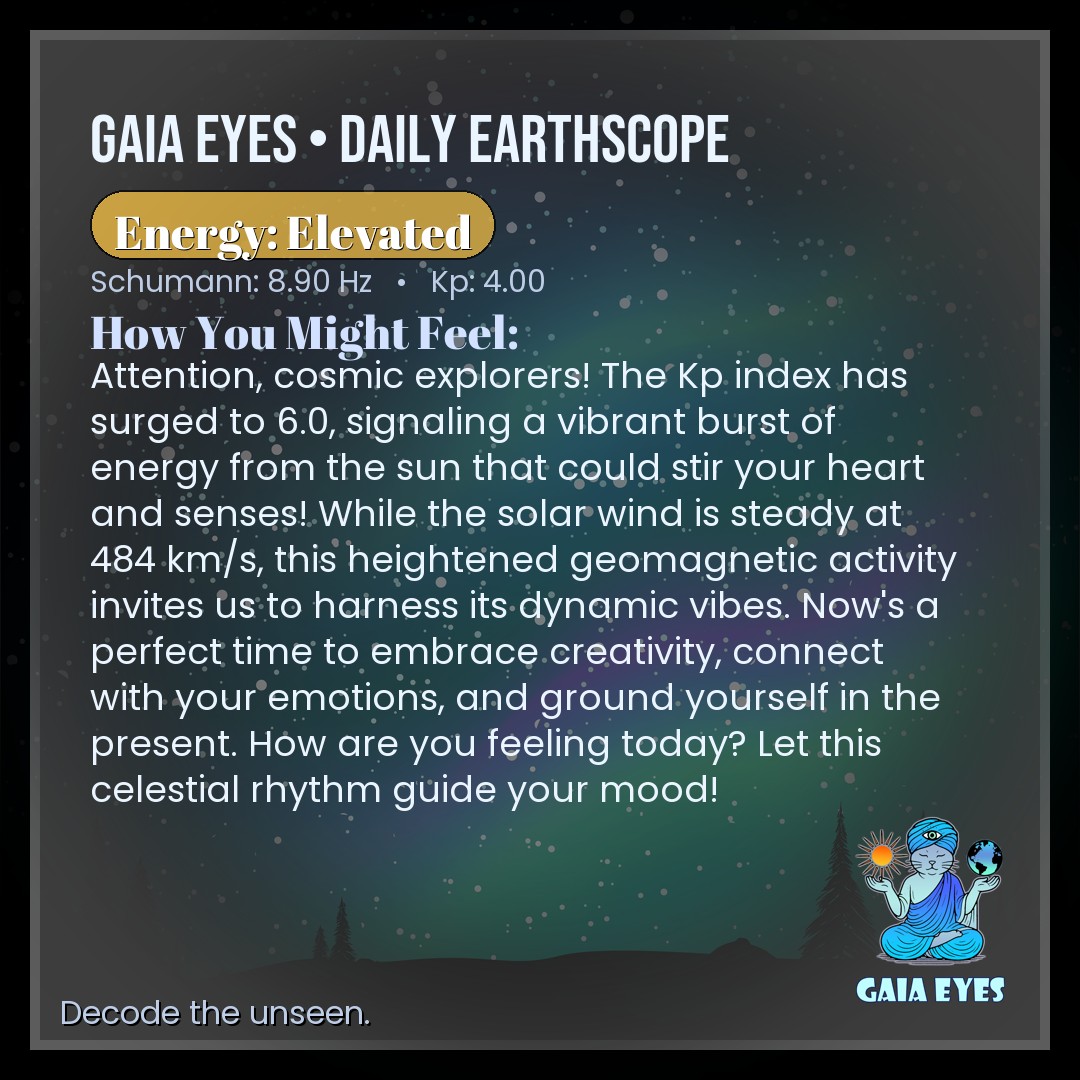 GAIA EYES • DAILY EARTHSCOPE
Energy: Elevated
Schumann: 8.90 Hz • Kp: 4.00
How You Might Feel:
Attention, cosmic explorers! The Kp index has
surged to 6.0, signaling a vibrant burst of
energy from the sun that could stir your heart
and senses! While the solar wind is steady at
484 km/s, this heightened geomagnetic activity
invites us to harness its dynamic vibes. Now's a
perfect time to embrace creativity, connect
with your emotions, and ground yourself in the
present. How are you feeling today? Let this
celestial rhythm guide your mood!
GAIA EYES
Decode the unseen.